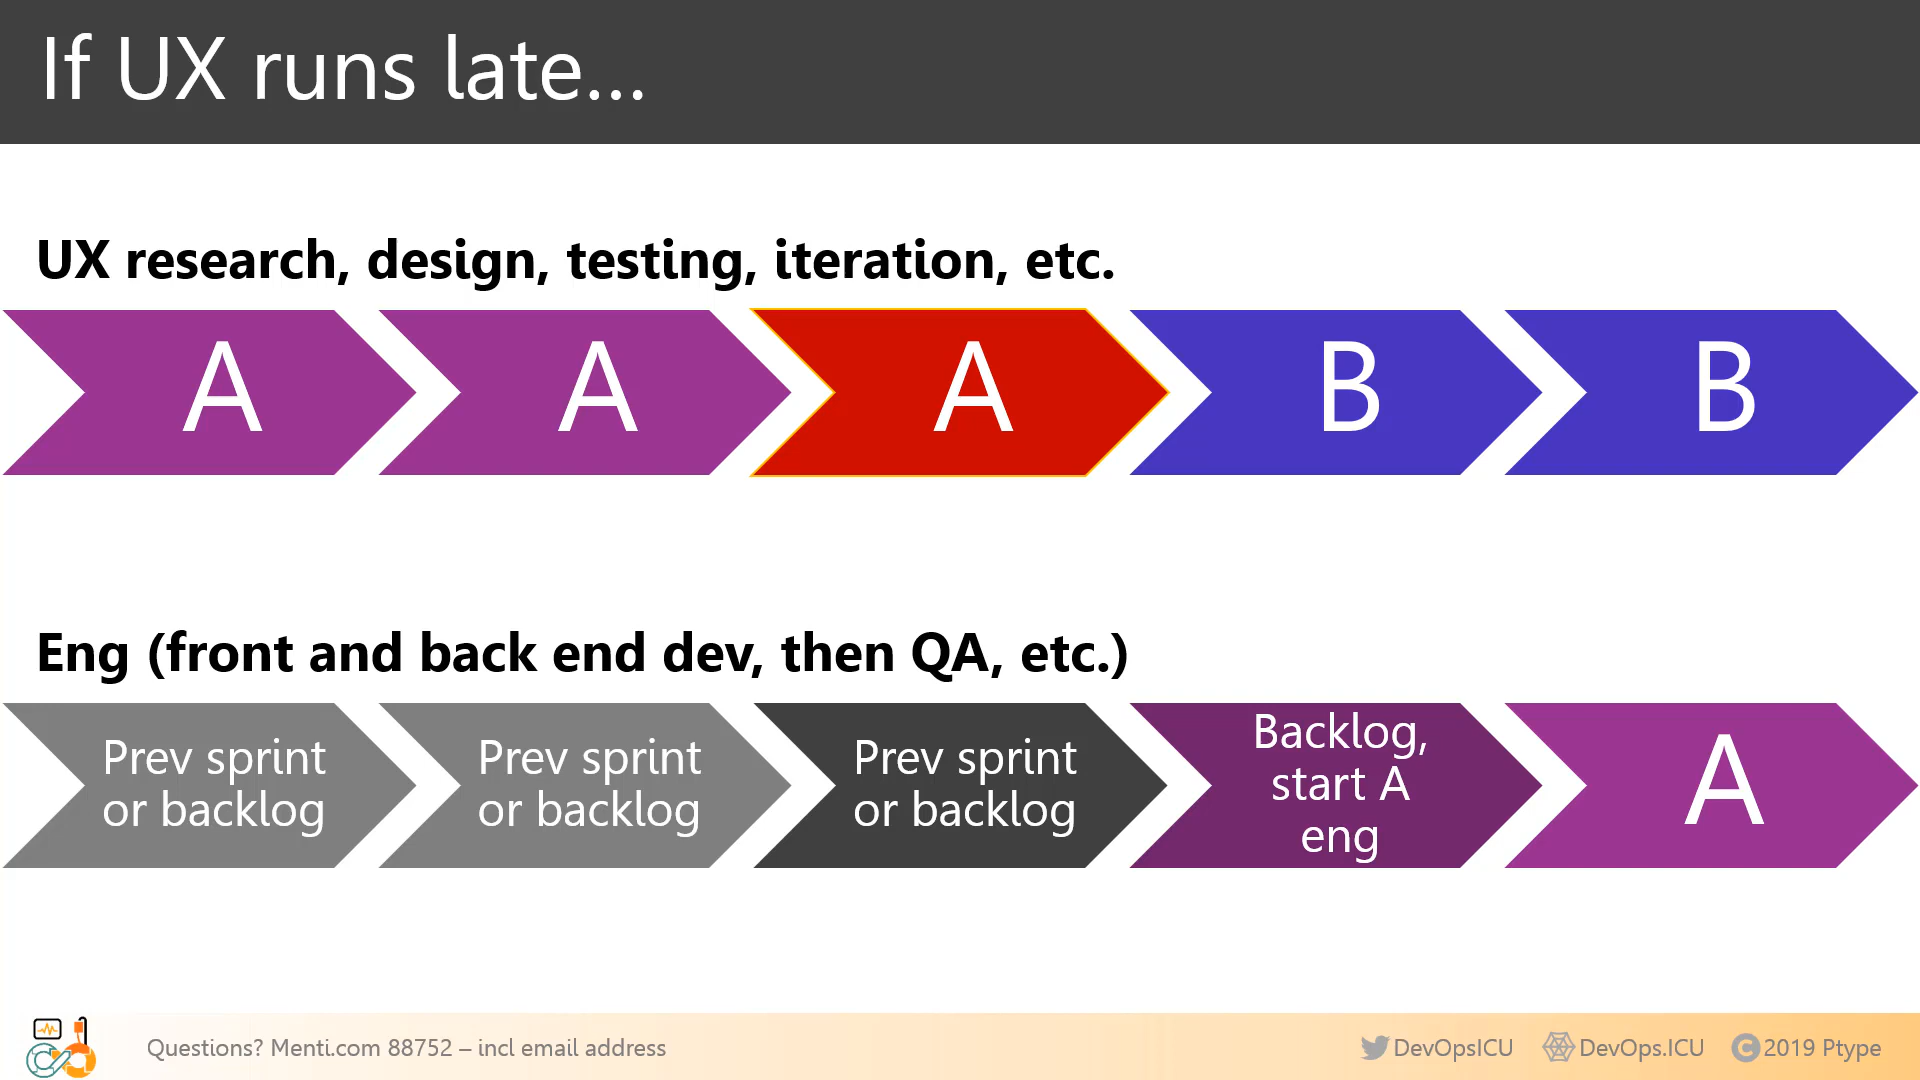 If UX runs late...
UX research, design, testing, iteration, etc.
A
A
A
B
B
Eng (front and back end dev, then QA, etc.)
Prev sprint
or backlog
Prev sprint
or backlog
Prev sprint
or backlog
Backlog,
start A
eng
A
Questions? Menti.com 88752 – incl email address
DevOpsICU
DevOps.ICU
© 2019 Ptype